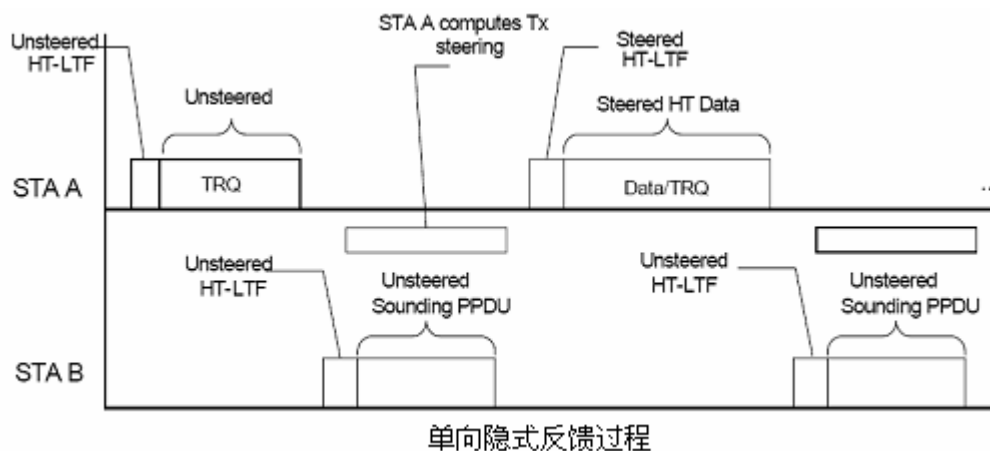 STA A computes Tx
steering
Unsteered
HT-LTF
Steered
HT-LTF
Unsteered
Steered HT Data
STA A
TRQ
Data/TRQ
..
Unsteered
HT-LTF
Unsteered
Sounding PPDU
Unsteered
HT-LTF
Unsteered
Sounding PPDU
STA B
单向隐式反馈过程